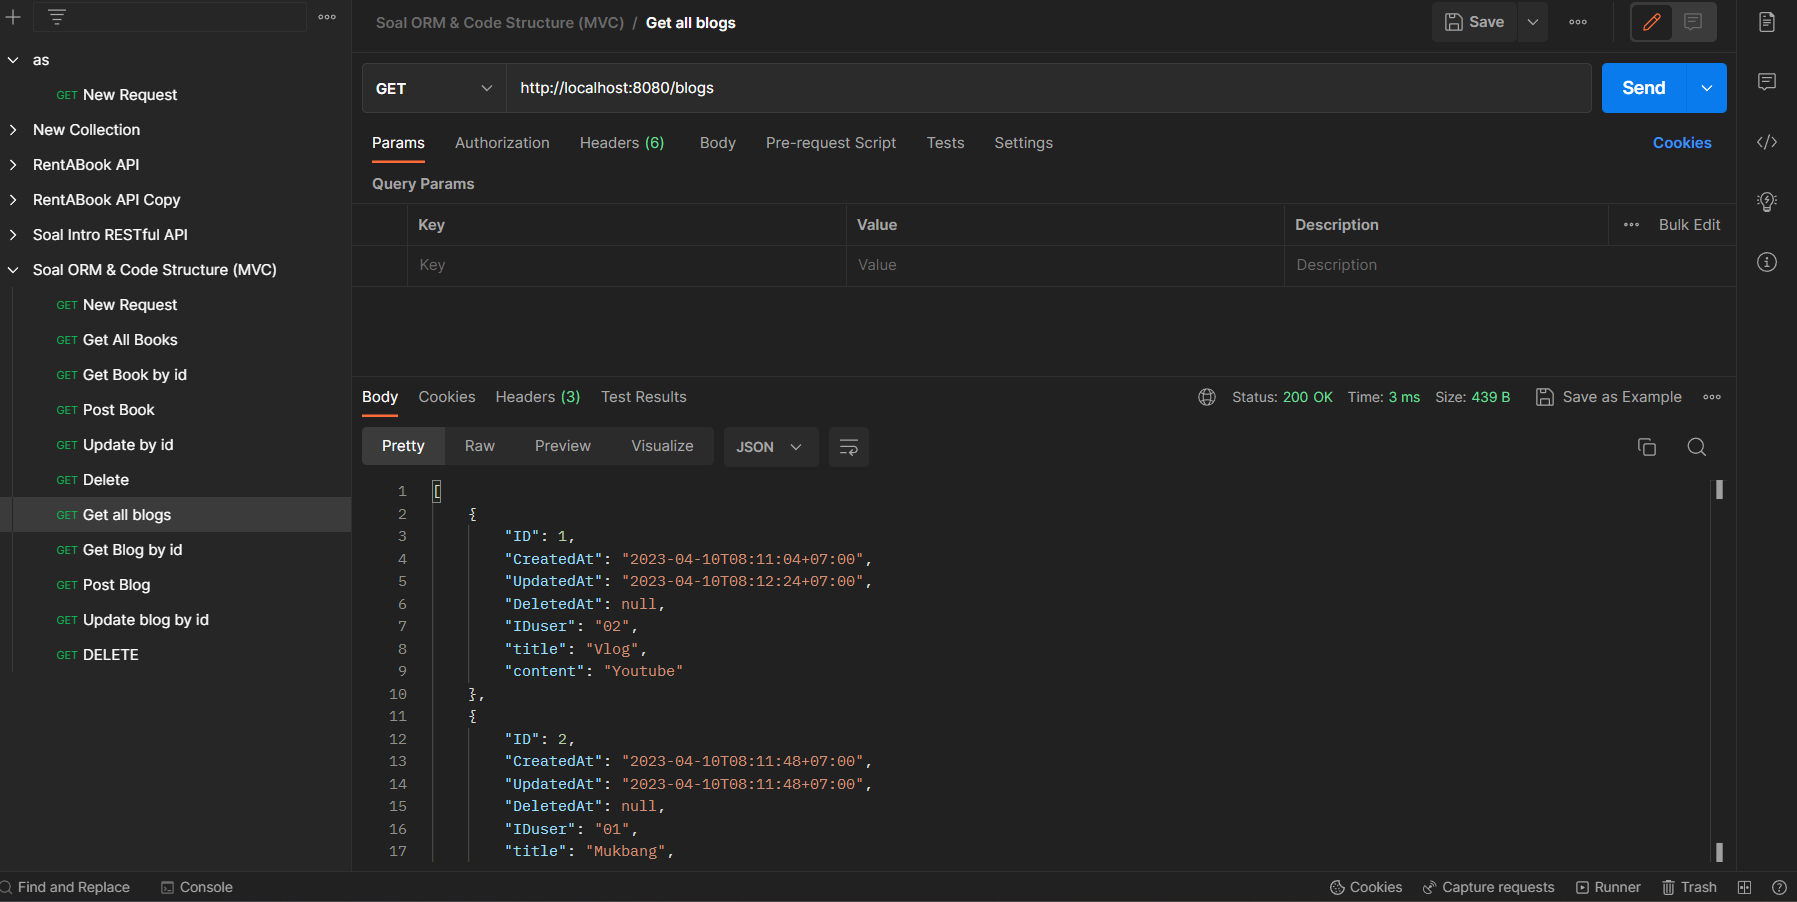 as
GET New Request
New Collection
RentABook API
RentABook API Copy
Soal Intro RESTful API
Soal ORM & Code Structure (MVC)
GET New Request
GET Get All Books
GET Get Book by id
GET Post Book
GET Update by id
GET Delete
GET Get all blogs
GET Get Blog by id
GET Post Blog
GET Update blog by id
GET DELETE
Soal ORM & Code Structure (MVC) / Get all blogs
Save
GET http://localhost:8080/blogs Send
Params Authorization Headers (6) Body Pre-request Script Tests Settings Cookies
Query Params
Key Value Description Bulk Edit
Key Value Description
Body Cookies Headers (3) Test Results Status: 200 OK Time: 3 ms Size: 439 B Save as Example
Pretty Raw Preview Visualize JSON
1 [
2 {
3 "ID": 1,
4 "CreatedAt": "2023-04-10T08:11:04+07:00",
5 "UpdatedAt": "2023-04-10T08:12:24+07:00",
6 "DeletedAt": null,
7 "IDuser": "02",
8 "title": "Vlog",
9 "content": "Youtube"
10 },
11 {
12 "ID": 2,
13 "CreatedAt": "2023-04-10T08:11:48+07:00",
14 "UpdatedAt": "2023-04-10T08:11:48+07:00",
15 "DeletedAt": null,
16 "IDuser": "01",
17 "title": "Mukbang",
Find and Replace Console Cookies Capture requests Runner Trash